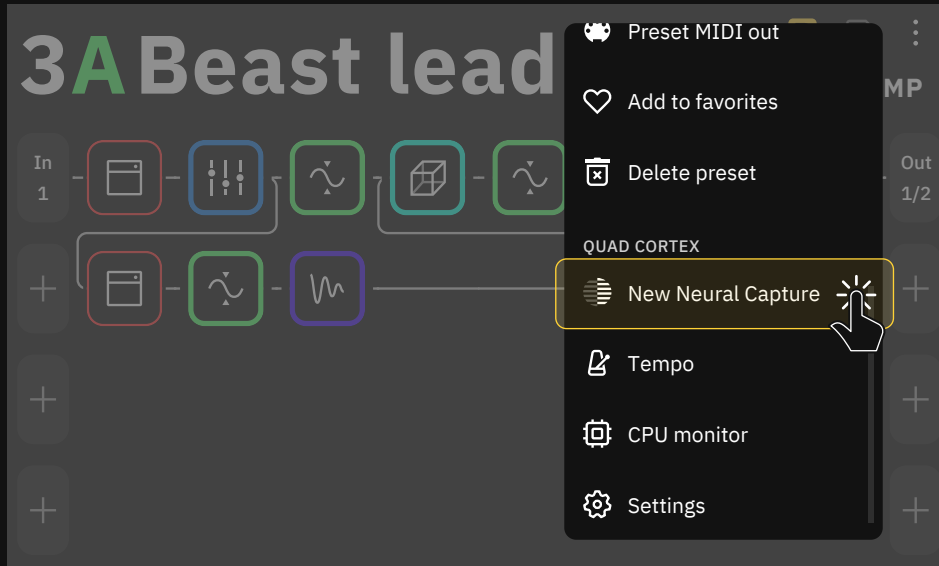 3A Beast lead
MP
In
1
Out
1/2
Preset MIDI out
Add to favorites
Delete preset
QUAD CORTEX
New Neural Capture
Tempo
CPU monitor
Settings